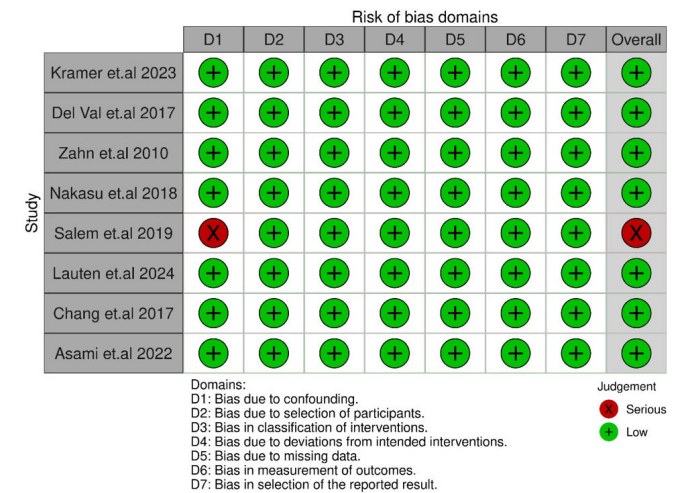 Risk of bias domains
D1 D2 D3 D4 D5 D6 D7 Overall
Study
Kramer et.al 2023 + + + + + + + +
Del Val et.al 2017 + + + + + + + +
Zahn et.al 2010 + + + + + + + +
Nakasu et.al 2018 + + + + + + + +
Salem et.al 2019 X + + + + + + X
Lauten et.al 2024 + + + + + + + +
Chang et.al 2017 + + + + + + + +
Asami et.al 2022 + + + + + + + +
Domains:
D1: Bias due to confounding.
D2: Bias due to selection of participants.
D3: Bias in classification of interventions.
D4: Bias due to deviations from intended interventions.
D5: Bias due to missing data.
D6: Bias in measurement of outcomes.
D7: Bias in selection of the reported result.
Judgement
X Serious
+ Low